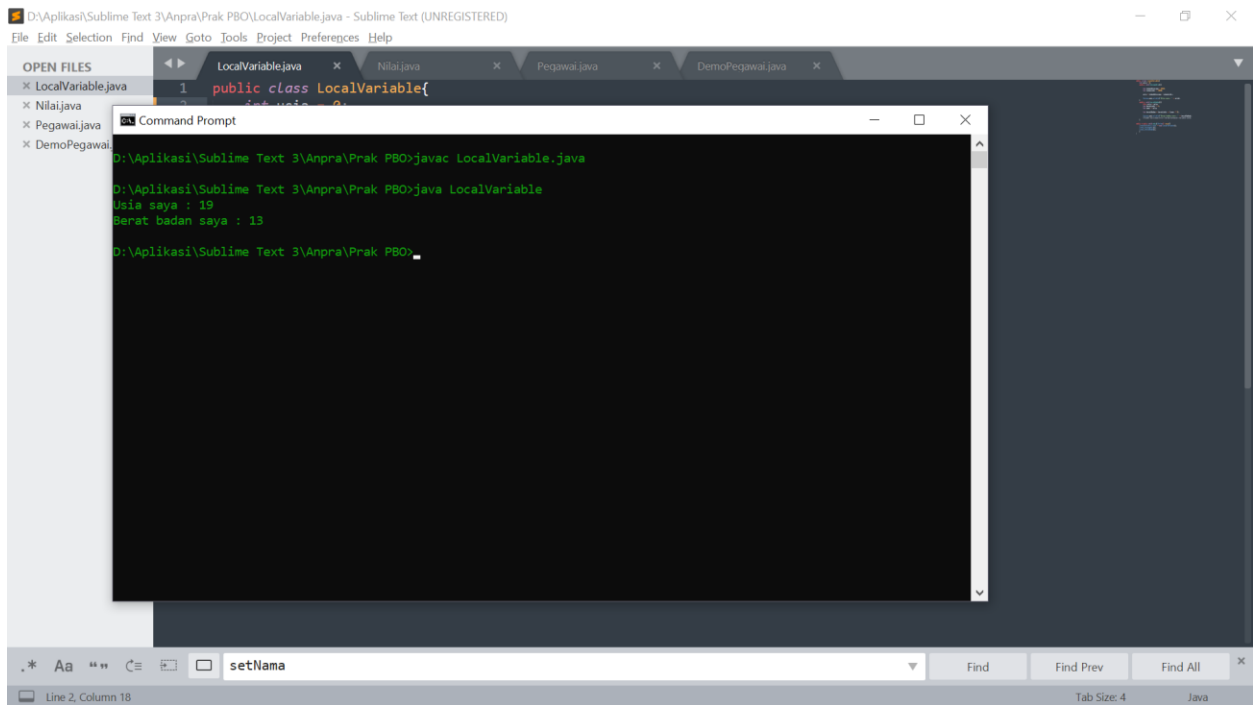 D:\Aplikasi\Sublime Text 3\Anpra\Prak PBO\LocalVariable.java - Sublime Text (UNREGISTERED)
File Edit Selection Find View Goto Tools Project Preferences Help
OPEN FILES
LocalVariable.java
Nilai.java
Pegawai.java
DemoPegawai.
LocalVariable.java Nilai.java Pegawai.java DemoPegawai.java
1 public class LocalVariable{
2 int usia = 0;
Command Prompt
D:\Aplikasi\Sublime Text 3\Anpra\Prak PBO>javac LocalVariable.java
D:\Aplikasi\Sublime Text 3\Anpra\Prak PBO>java LocalVariable
Usia saya : 19
Berat badan saya : 13
D:\Aplikasi\Sublime Text 3\Anpra\Prak PBO>
.* Aa “” setNama Find Find Prev Find All
Line 2, Column 18 Tab Size: 4 Java